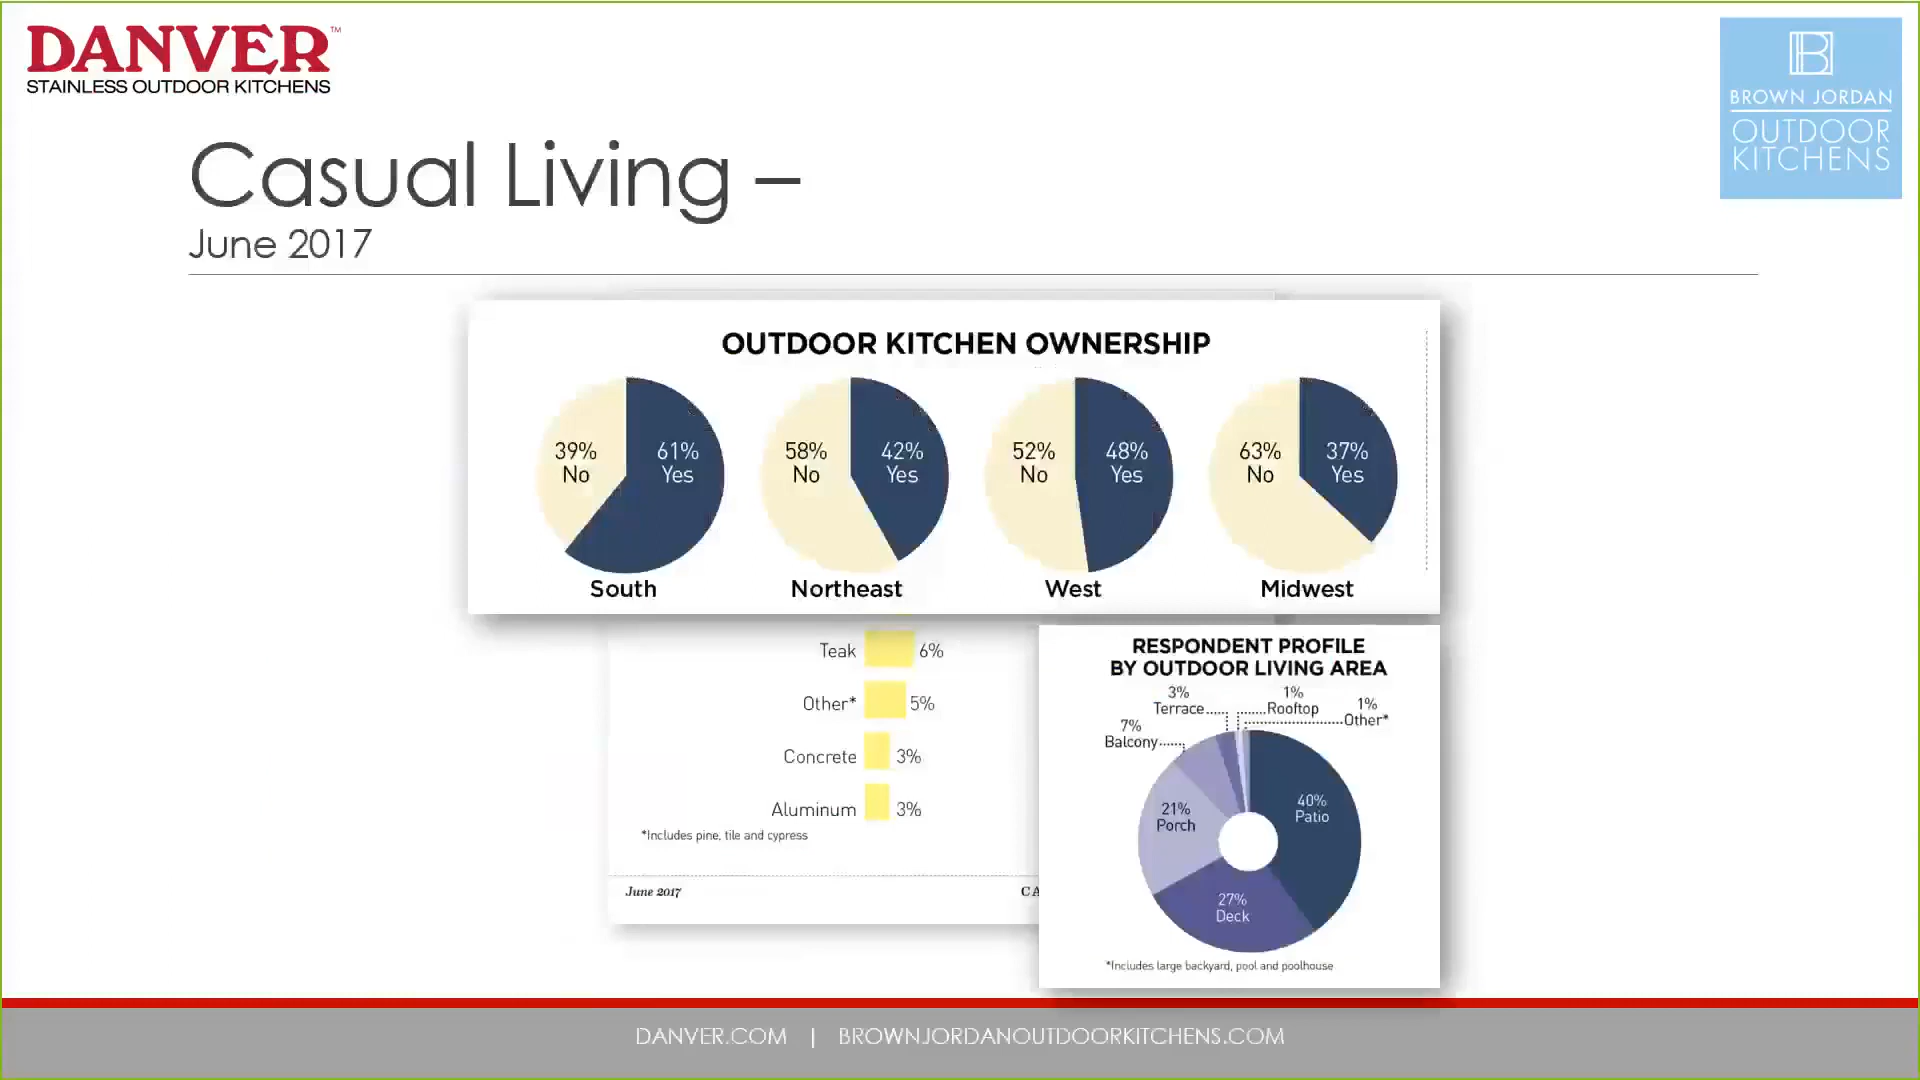 DANVER™
STAINLESS OUTDOOR KITCHENS
BROWN JORDAN
OUTDOOR
KITCHENS
Casual Living –
June 2017
OUTDOOR KITCHEN OWNERSHIP
39%
No
61%
Yes
South
58%
No
42%
Yes
Northeast
52%
No
48%
Yes
West
63%
No
37%
Yes
Midwest
Teak 6%
Other* 5%
Concrete 3%
Aluminum 3%
*Includes pine, tile and cypress
June 2017 CA
RESPONDENT PROFILE
BY OUTDOOR LIVING AREA
3%
Terrace
1%
Rooftop
1%
Other*
7%
Balcony
21%
Porch
40%
Patio
27%
Deck
*Includes large backyard, pool and poolhouse
DANVER.COM | BROWNJORDANOUTDOORKITCHENS.COM